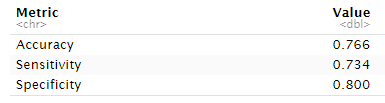 Metric Value
<chr> <dbl>
Accuracy 0.766
Sensitivity 0.734
Specificity 0.800